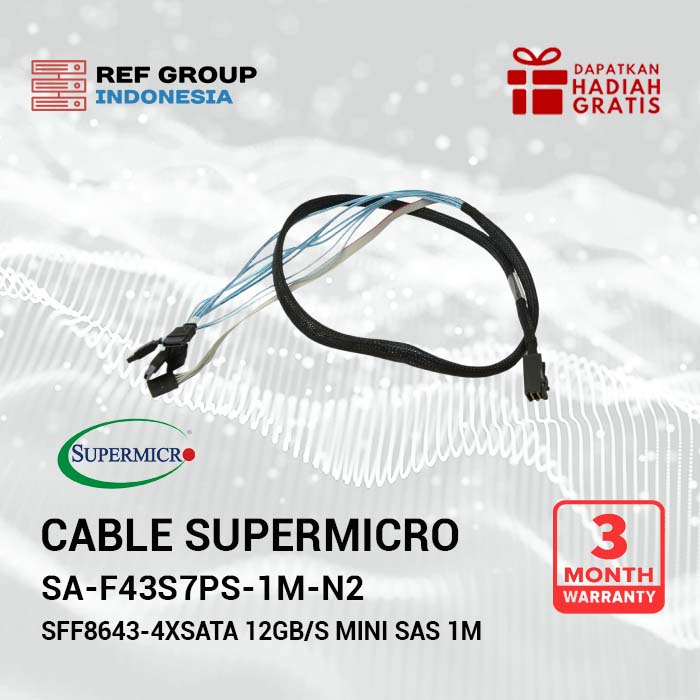 REF GROUP
INDONESIA
DAPATKAN
HADIAH
GRATIS
SUPERMICRO
CABLE SUPERMICRO
SA-F43S7PS-1M-N2
SFF8643-4XSATA 12GB/S MINI SAS 1M
3
MONTH
WARRANTY